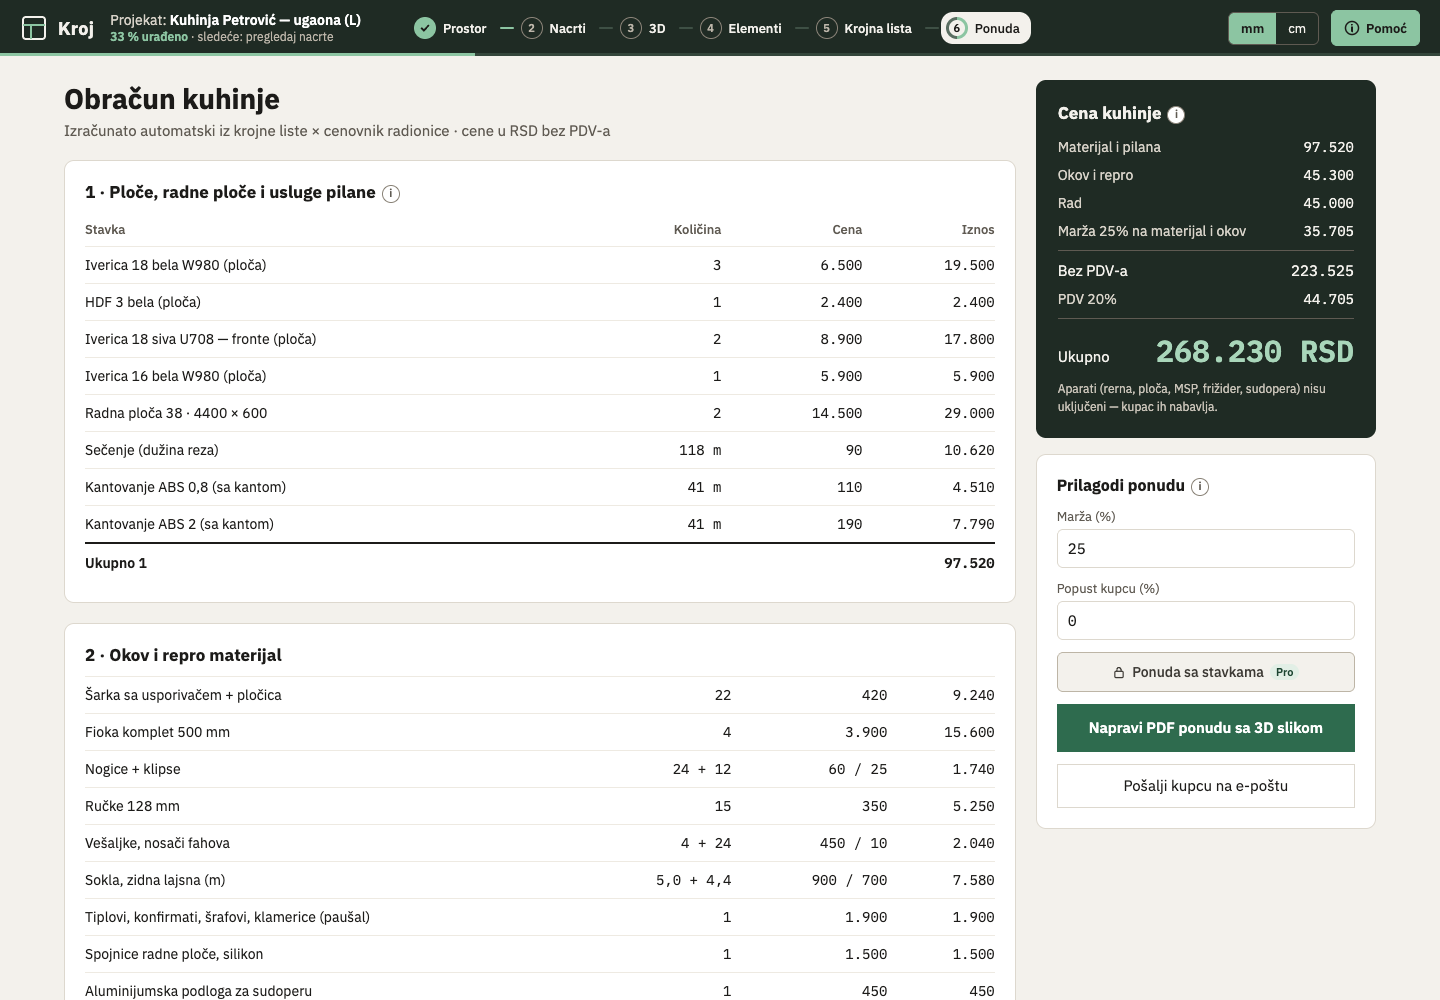 Kroj
Projekat: Kuhinja Petrović — ugaona (L)
33 % urađeno · sledeće: pregledaj nacrte
Prostor
2 Nacrti
3 3D
4 Elementi
5 Krojna lista
6 Ponuda
mm cm
Pomoć
Obračun kuhinje
Izračunato automatski iz krojne liste × cenovnik radionice · cene u RSD bez PDV-a
1 · Ploče, radne ploče i usluge pilane i
Stavka Količina Cena Iznos
Iverica 18 bela W980 (ploča) 3 6.500 19.500
HDF 3 bela (ploča) 1 2.400 2.400
Iverica 18 siva U708 — fronte (ploča) 2 8.900 17.800
Iverica 16 bela W980 (ploča) 1 5.900 5.900
Radna ploča 38 · 4400 × 600 2 14.500 29.000
Sečenje (dužina reza) 118 m 90 10.620
Kantovanje ABS 0,8 (sa kantom) 41 m 110 4.510
Kantovanje ABS 2 (sa kantom) 41 m 190 7.790
Ukupno 1 97.520
2 · Okov i repro materijal
Šarka sa usporivačem + pločica 22 420 9.240
Fioka komplet 500 mm 4 3.900 15.600
Nogice + klipse 24 + 12 60 / 25 1.740
Ručke 128 mm 15 350 5.250
Vešaljke, nosači fahova 4 + 24 450 / 10 2.040
Sokla, zidna lajsna (m) 5,0 + 4,4 900 / 700 7.580
Tiplovi, konfirmati, šrafovi, klamerice (paušal) 1 1.900 1.900
Spojnice radne ploče, silikon 1 1.500 1.500
Aluminijumska podloga za sudoperu 1 450 450
Cena kuhinje i
Materijal i pilana 97.520
Okov i repro 45.300
Rad 45.000
Marža 25% na materijal i okov 35.705
Bez PDV-a 223.525
PDV 20% 44.705
Ukupno 268.230 RSD
Aparati (rerna, ploča, MSP, frižider, sudopera) nisu
uključeni — kupac ih nabavlja.
Prilagodi ponudu i
Marža (%)
25
Popust kupcu (%)
0
Ponuda sa stavkama Pro
Napravi PDF ponudu sa 3D slikom
Pošalji kupcu na e-poštu